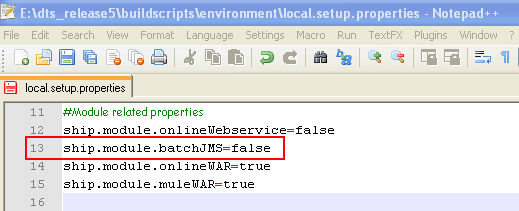 E:\dts_release5\buildscripts\environment\local.setup.properties - Notepad++
File Edit Search View Format Language Settings Macro Run TextFX Plugins Window
local.setup.properties
11 #Module related properties
12 ship.module.onlineWebservice=false
13 ship.module.batchJMS=false
14 ship.module.onlineWAR=true
15 ship.module.muleWAR=true
16